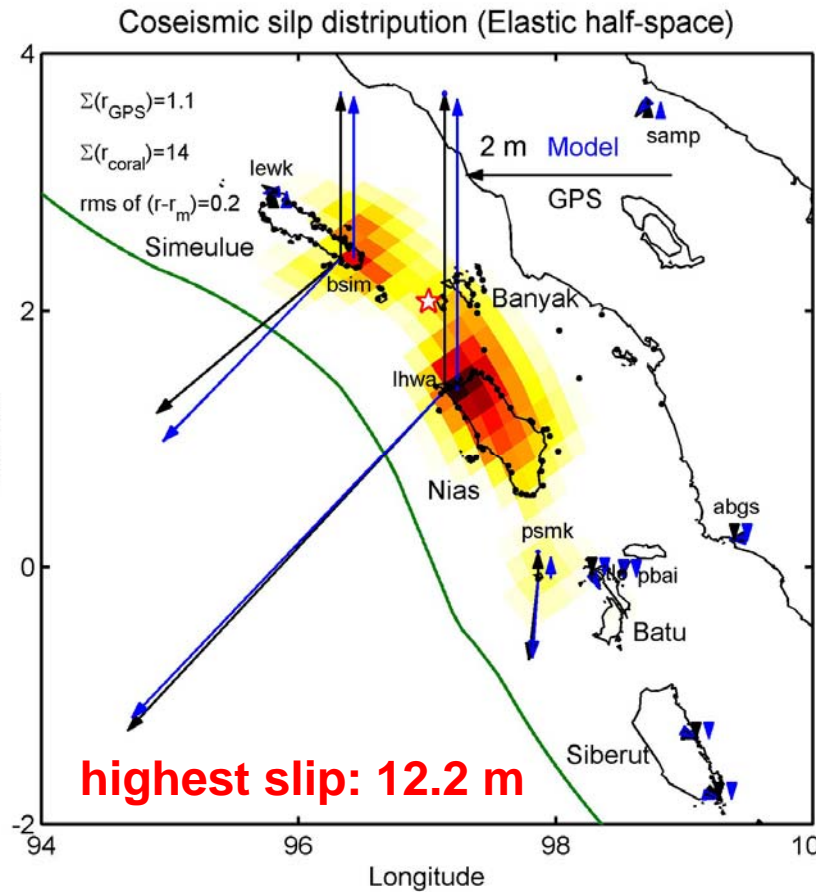 Coseismic silp distripution (Elastic half-space)
4
2
0
-2
Σ(rGPS)=1.1
Σ(rcoral)=14
rms of (r-rm)=0.2
samp
2 m Model
GPS
lewk
Simeulue
bsim
Banyak
lhwa
Nias
psmk
abgs
pbai
Batu
Siberut
highest slip: 12.2 m
94
96
98
10
Longitude